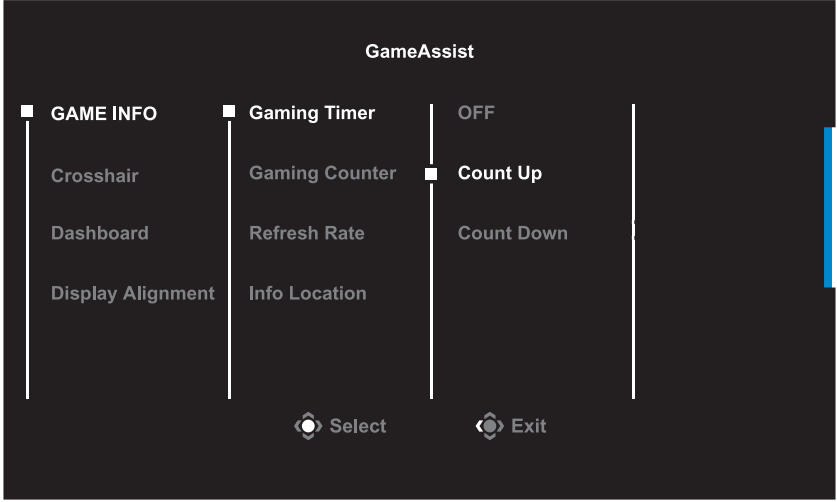 GameAssist
GAME INFO
Gaming Timer
OFF
Crosshair
Gaming Counter
Count Up
Dashboard
Refresh Rate
Count Down
Display Alignment
Info Location
Select
Exit